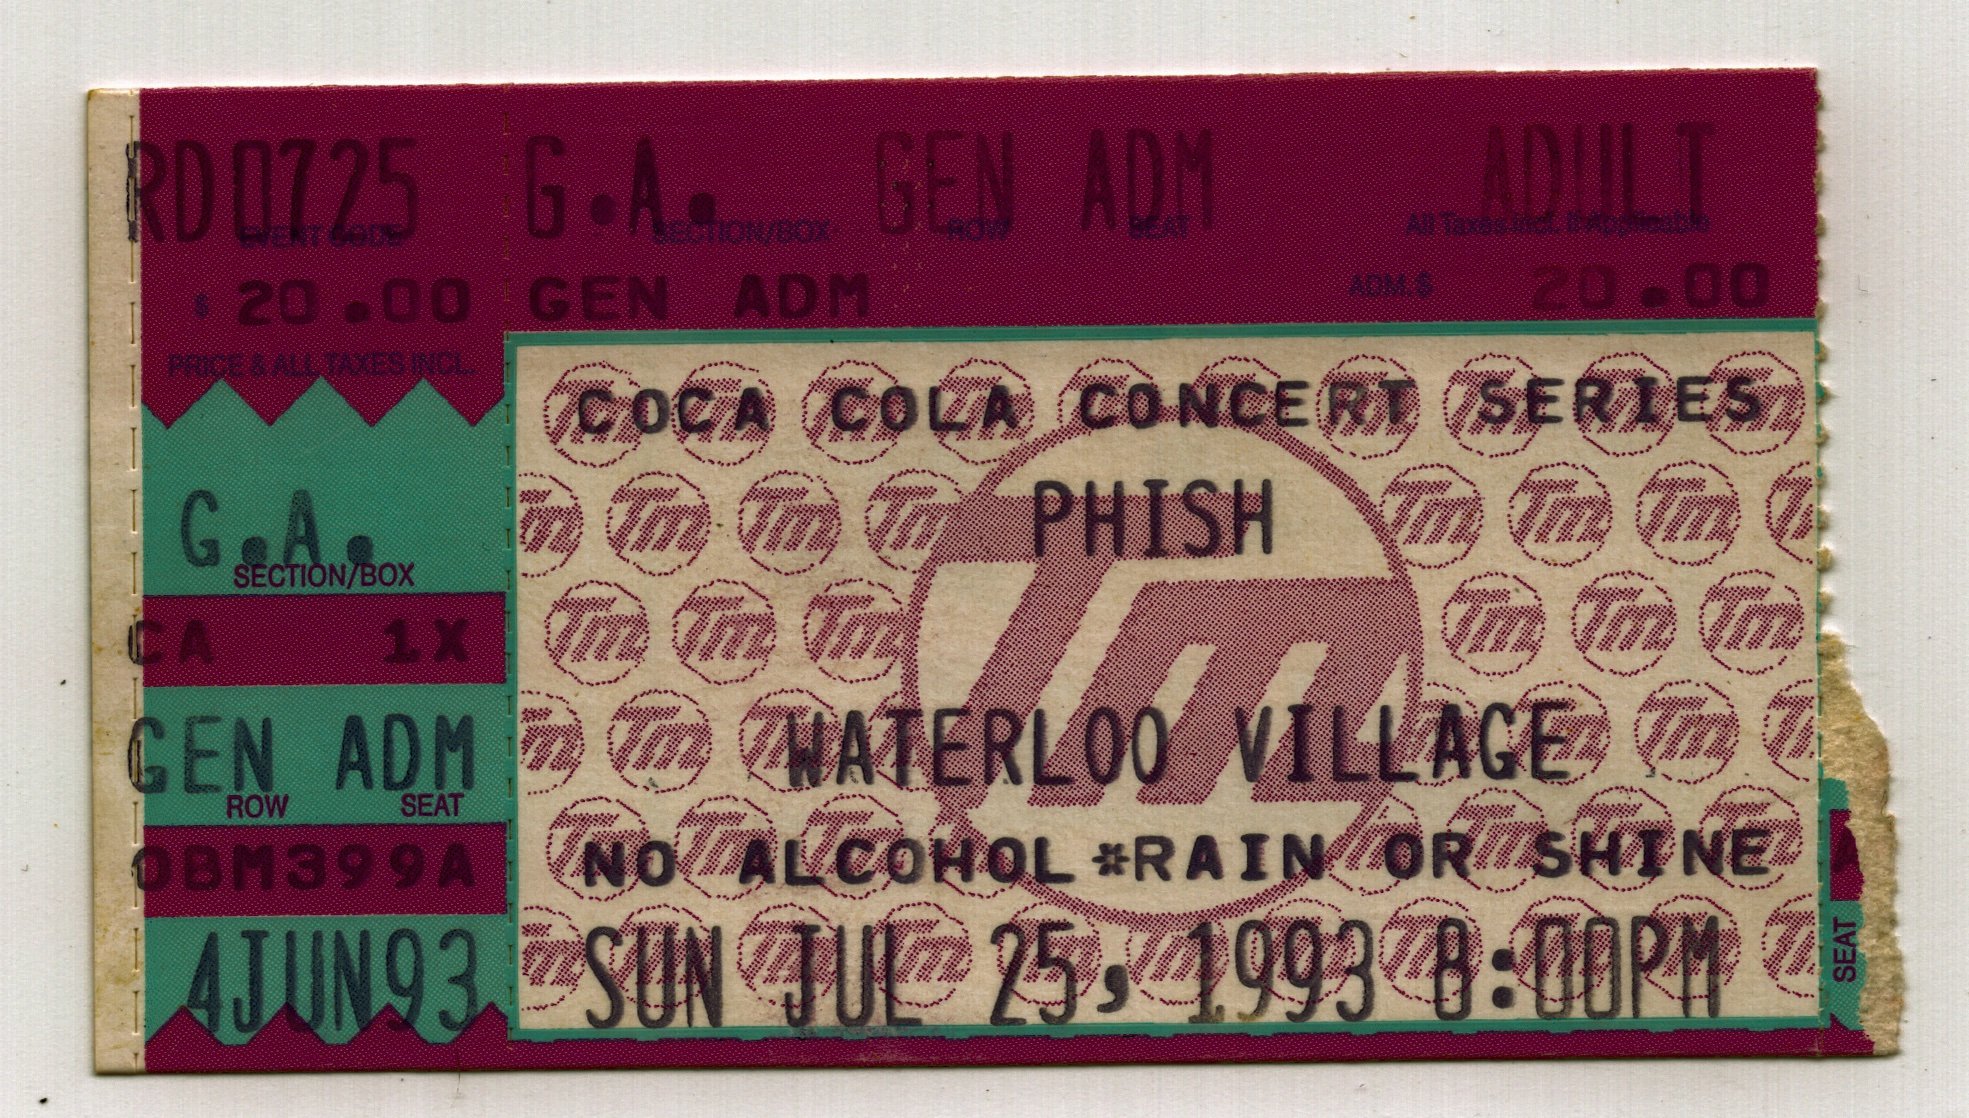 RD0725 G.A. GEN ADM ADULT
EVENT CODE SECTION/BOX ROW SEAT All Taxes Incl. If Applicable
$ 20.00 GEN ADM ADM.$ 20.00
PRICE & ALL TAXES INCL.
COCA COLA CONCERT SERIES
G.A.
SECTION/BOX
PHISH
CA 1X
GEN ADM
ROW SEAT
WATERLOO VILLAGE
OBM399A
NO ALCOHOL *RAIN OR SHINE
4JUN93
SUN JUL 25, 1993 8:00PM
SEAT
Tm